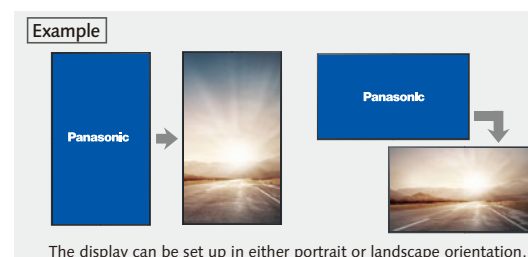 Example
Panasonic
Panasonic
The display can be set up in either portrait or landscape orientation.